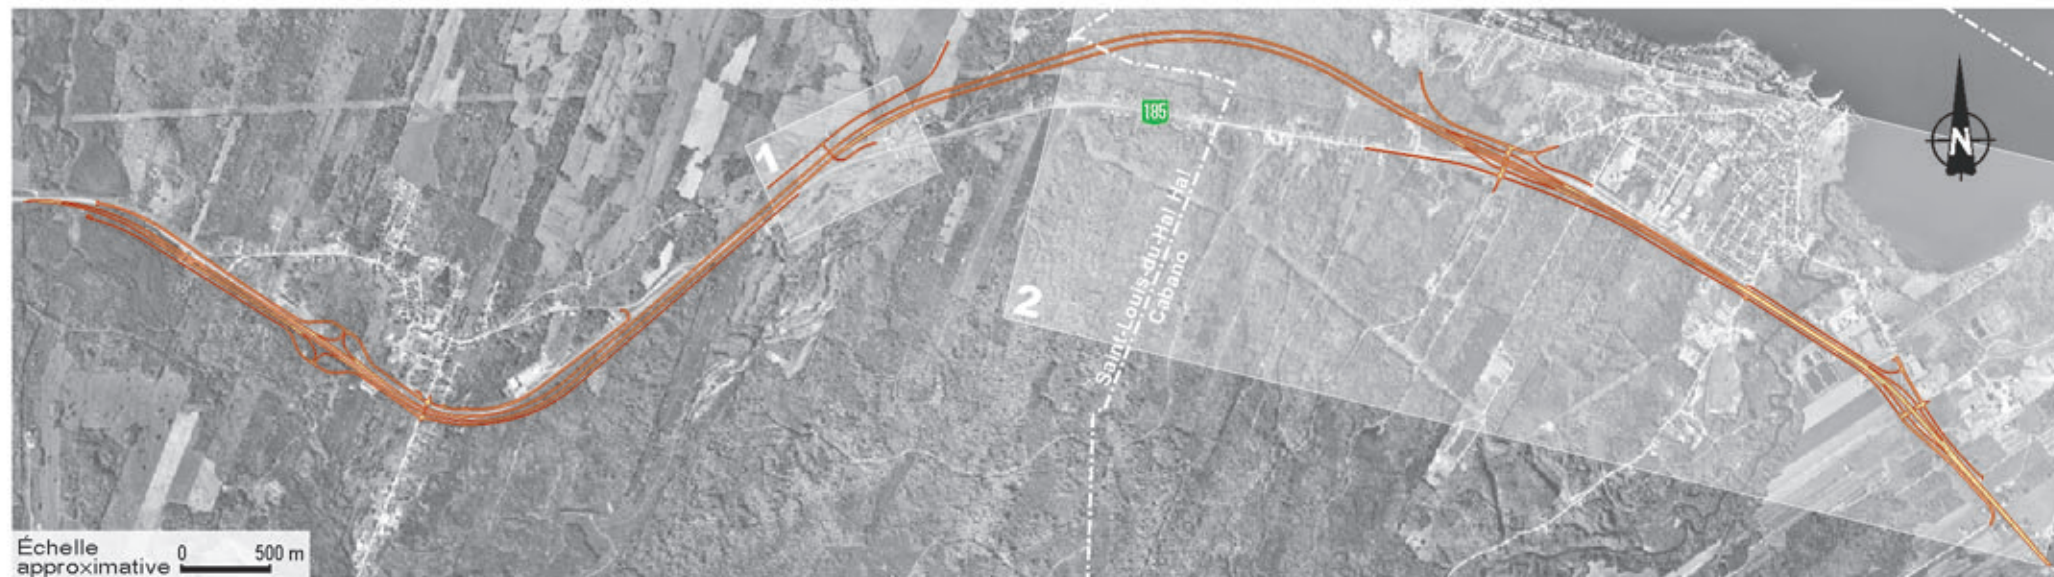 185
N
1
2
Saint-Louis-du-Ha! Ha!
Cabano
Échelle
approximative
0 500 m